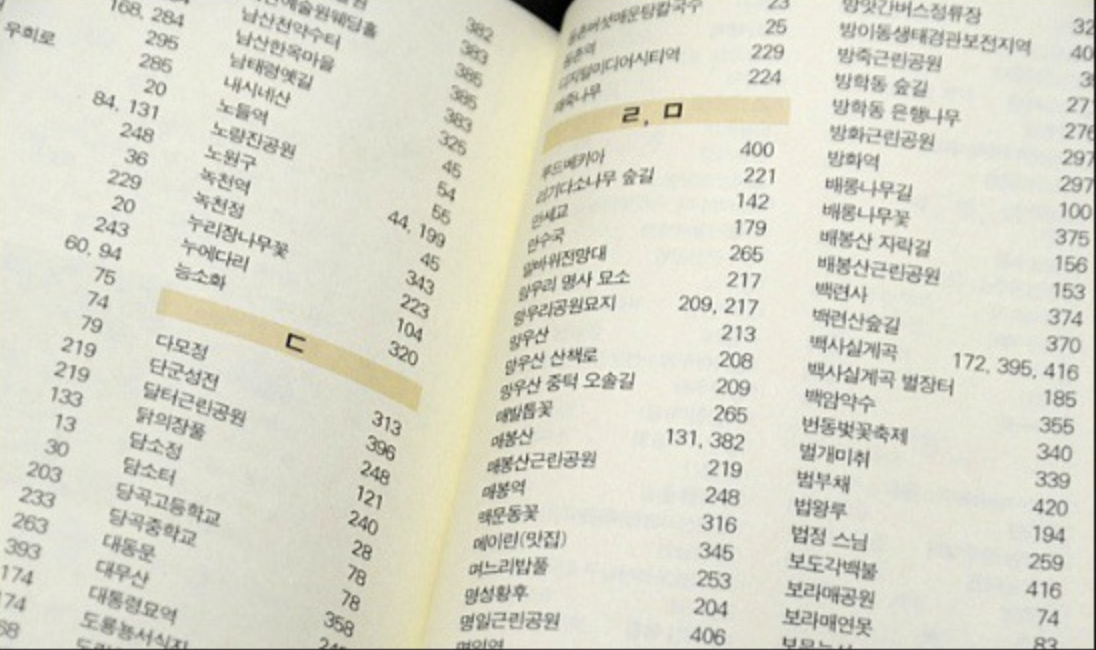 168, 284
우회로
295
285
20
84, 131
248
36
229
20
243
60, 94
75
74
79
219
219
133
13
30
203
233
263
393
174
174
68
382
383
예술원웨딩홀 385
남산천약수터 385
남산한옥마을 383
남태령옛길 325
내시네산 45
노들역 54
노량진공원 55
노원구 44, 199
녹천역 45
녹천정 343
누리장나무꽃 223
누에다리 104
능소화 320
ㄷ
다모정 313
단군성전 396
달터근린공원 248
닭의장풀 121
담소정 240
담소터 28
당곡고등학교 78
당곡중학교 78
대동문 358
대무산
대통령묘역
도롱뇽서식지
23
등촌역 25
디지털미디어시티역 229
때죽나무 224
ㄹ, ㅁ
루드베키아 400
리기다소나무 숲길 221
만세교 142
만수국 179
말바위전망대 265
망우리 명사 묘소 217
망우리공원묘지 209, 217
망우산 213
망우산 산책로 208
망우산 중턱 오솔길 209
매발톱꽃 265
매봉산 131, 382
매봉산근린공원 219
매봉역 248
맥문동꽃 316
메이린(맛집) 345
며느리밥풀 253
명성황후 204
명일근린공원 406
방앗간버스정류장
방이동생태경관보전지역
방죽근린공원
방학동 숲길
방학동 은행나무 276
방화근린공원 297
방화역 297
배롱나무길 100
배롱나무꽃 375
배봉산 자락길 156
배봉산근린공원 153
백련사 374
백련산숲길 370
백사실계곡 172, 395, 416
백사실계곡 벌장터 185
백암약수 355
번동벚꽃축제 340
벌개미취 339
범부채 420
법왕루 194
법정 스님 259
보도각백불 416
보라매공원 74
보라매연못 83